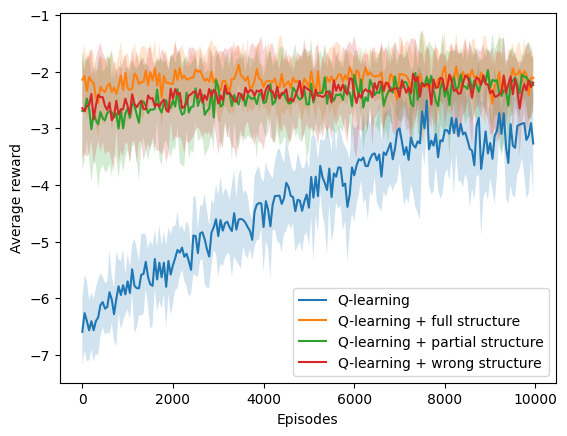 −1
−2
−3
−4
−5
−6
−7
Average reward
0 2000 4000 6000 8000 10000
Episodes
Q-learning
Q-learning + full structure
Q-learning + partial structure
Q-learning + wrong structure